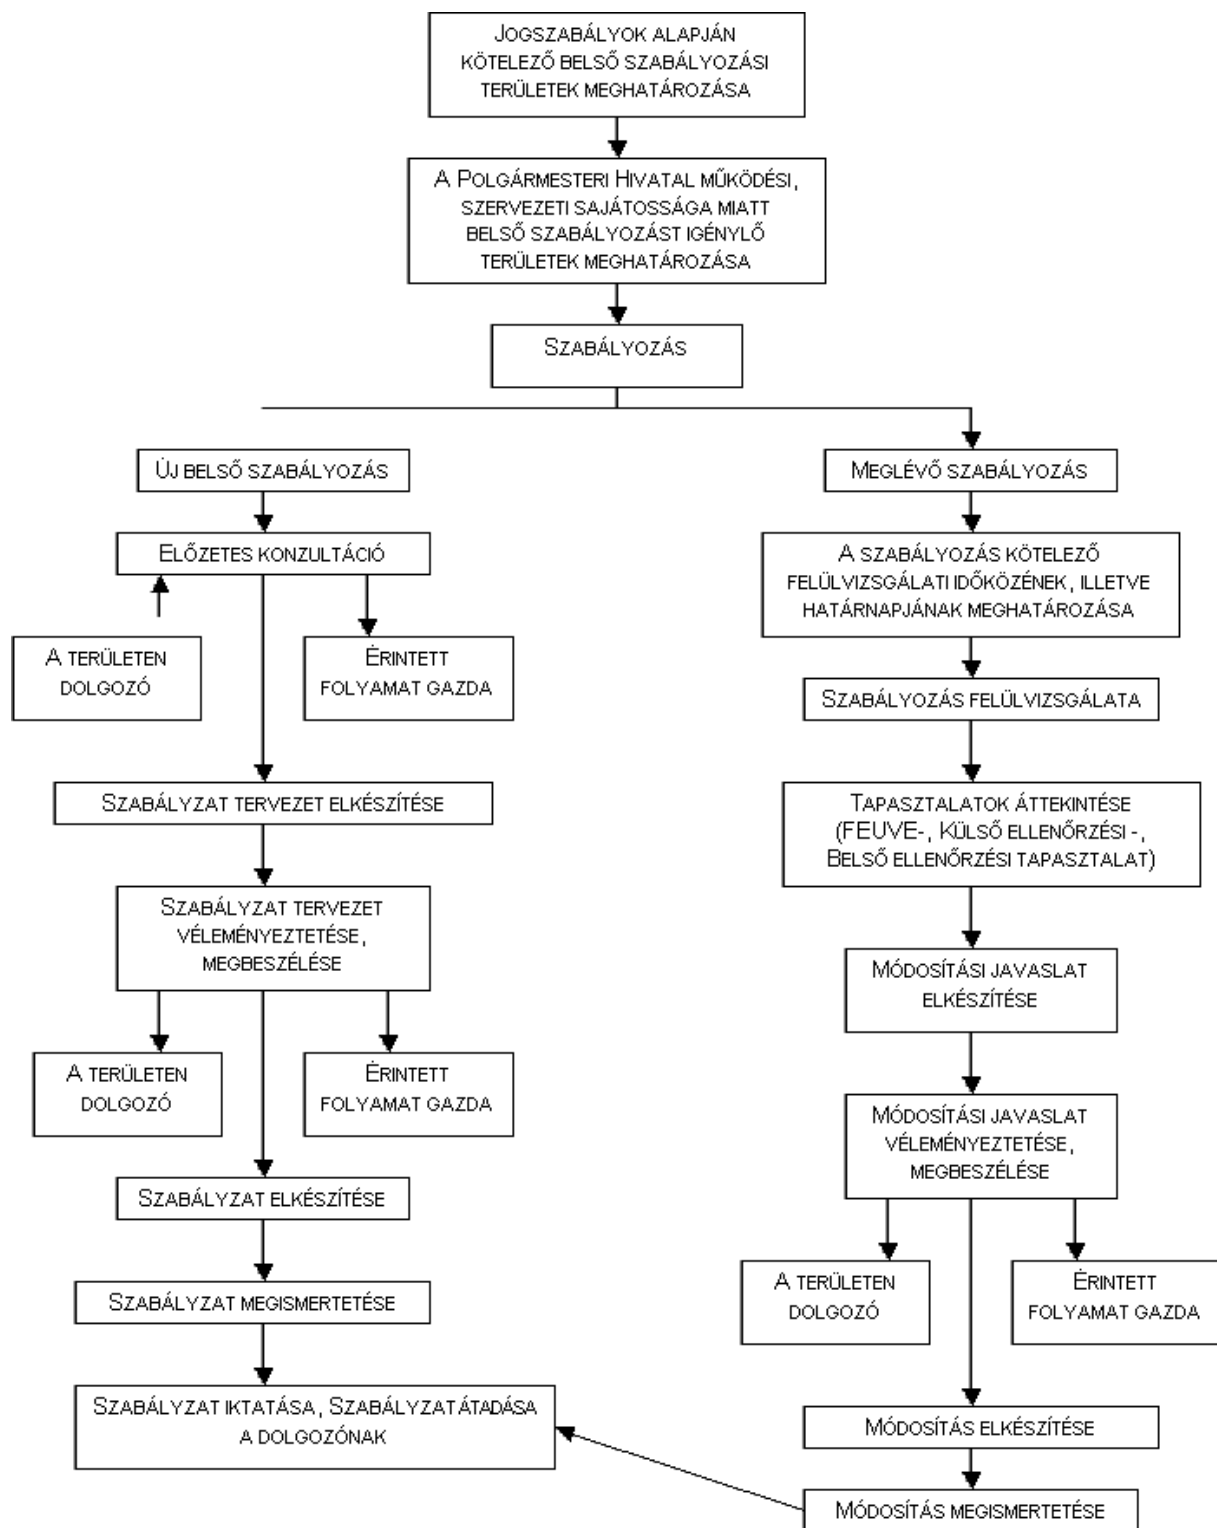 JOGSZABÁLYOK ALAPJÁN
KÖTELEZŐ BELSŐ SZABÁLYOZÁSI
TERÜLETEK MEGHATÁROZÁSA
A POLGÁRMESTERI HIVATAL MŰKÖDÉSI,
SZERVEZETI SAJÁTOSSÁGA MIATT
BELSŐ SZABÁLYOZÁST IGÉNYLŐ
TERÜLETEK MEGHATÁROZÁSA
SZABÁLYOZÁS
ÚJ BELSŐ SZABÁLYOZÁS
ELŐZETES KONZULTÁCIÓ
A TERÜLETEN
DOLGOZÓ
ÉRINTETT
FOLYAMAT GAZDA
SZABÁLYZAT TERVEZET ELKÉSZÍTÉSE
SZABÁLYZAT TERVEZET
VÉLEMÉNYEZTETÉSE,
MEGBESZÉLÉSE
A TERÜLETEN
DOLGOZÓ
ÉRINTETT
FOLYAMAT GAZDA
SZABÁLYZAT ELKÉSZÍTÉSE
SZABÁLYZAT MEGISMERTETÉSE
SZABÁLYZAT IKTATÁSA, SZABÁLYZAT ÁTADÁSA
A DOLGOZÓNAK
MEGLÉVŐ SZABÁLYOZÁS
A SZABÁLYOZÁS KÖTELEZŐ
FELÜLVIZSGÁLATI IDŐKÖZÉNEK, ILLETVE
HATÁRNAPJÁNAK MEGHATÁROZÁSA
SZABÁLYOZÁS FELÜLVIZSGÁLATA
TAPASZTALATOK ÁTTEKINTÉSE
(FEUVE-, KÜLSŐ ELLENŐRZÉSI -,
BELSŐ ELLENŐRZÉSI TAPASZTALAT)
MÓDOSÍTÁSI JAVASLAT
ELKÉSZÍTÉSE
MÓDOSÍTÁSI JAVASLAT
VÉLEMÉNYEZTETÉSE,
MEGBESZÉLÉSE
A TERÜLETEN
DOLGOZÓ
ÉRINTETT
FOLYAMAT GAZDA
MÓDOSÍTÁS ELKÉSZÍTÉSE
MÓDOSÍTÁS MEGISMERTETÉSE